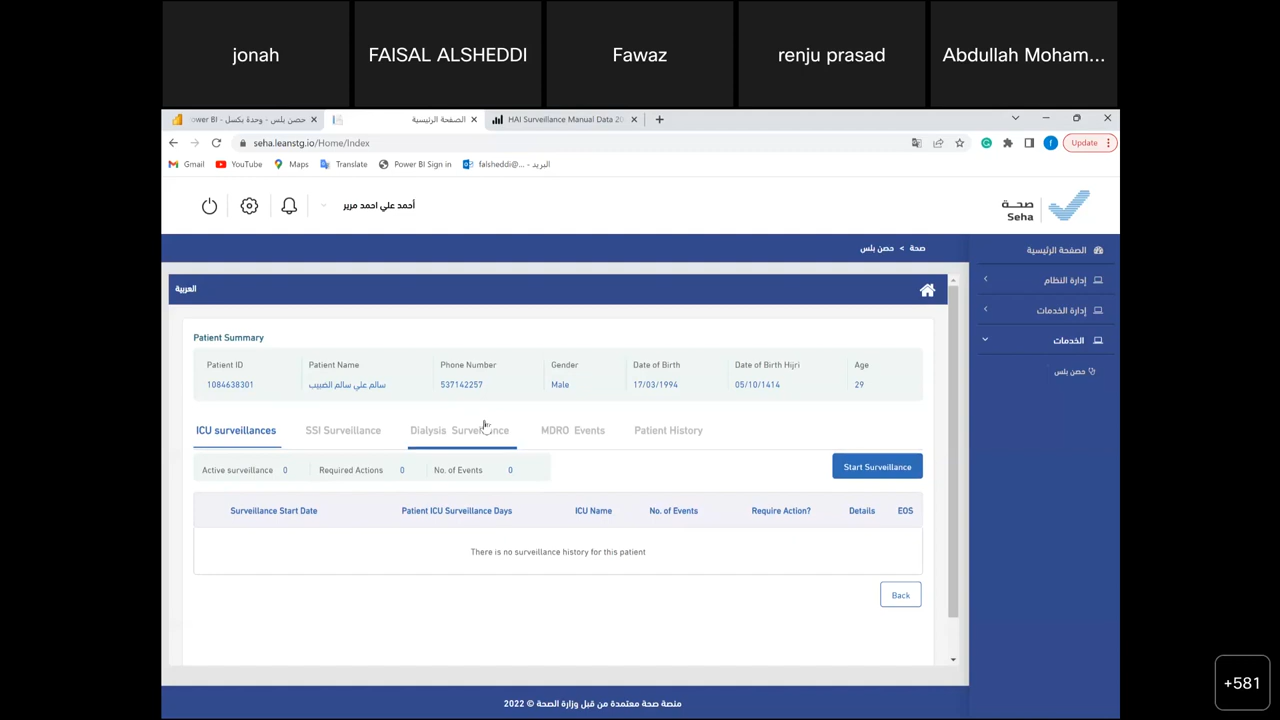 jonah
FAISAL ALSHEDDI
Fawaz
renju prasad
Abdullah Moham...
حصن بلس - وحدة بكسل - ower BI
الصفحة الرئيسية
HAI Surveillance Manual Data 20
seha.leanstg.io/Home/Index
Update
Gmail
YouTube
Maps
Translate
Power BI Sign in
البريد - ...falsheddi@
أحمد علي احمد مرير
صحة
Seha
صحة > حصن بلس
الصفحة الرئيسية
إدارة النظام
إدارة الخدمات
الخدمات
حصن بلس
العربية
Patient Summary
Patient ID Patient Name Phone Number Gender Date of Birth Date of Birth Hijri Age
1084638301 سالم علي سالم الضبيب 537142257 Male 17/03/1994 05/10/1414 29
ICU surveillances SSI Surveillance Dialysis Surveillance MDRO Events Patient History
Active surveillance 0 Required Actions 0 No. of Events 0
Start Surveillance
Surveillance Start Date Patient ICU Surveillance Days ICU Name No. of Events Require Action? Details EOS
There is no surveillance history for this patient
Back
منصة صحة معتمدة من قبل وزارة الصحة © 2022
+581